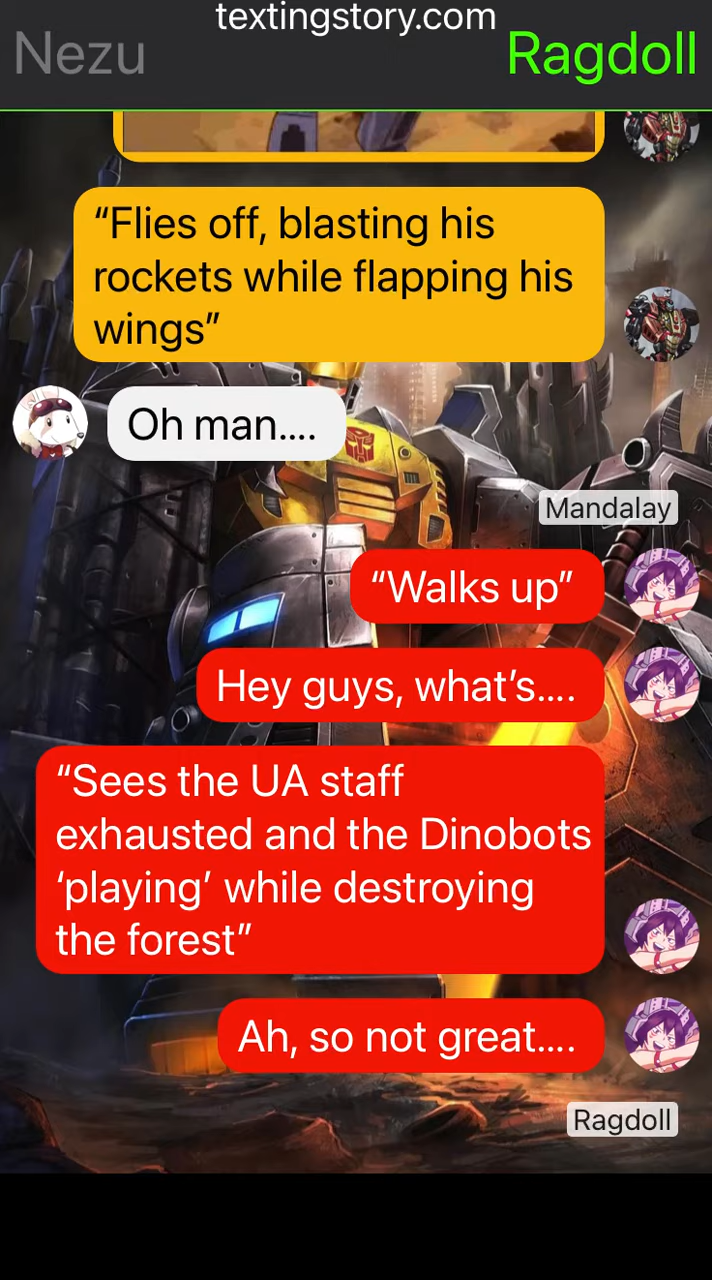 textingstory.com
Nezu
Ragdoll
“Flies off, blasting his
rockets while flapping his
wings”
Oh man....
Mandalay
“Walks up”
Hey guys, what’s....
“Sees the UA staff
exhausted and the Dinobots
‘playing’ while destroying
the forest”
Ah, so not great....
Ragdoll